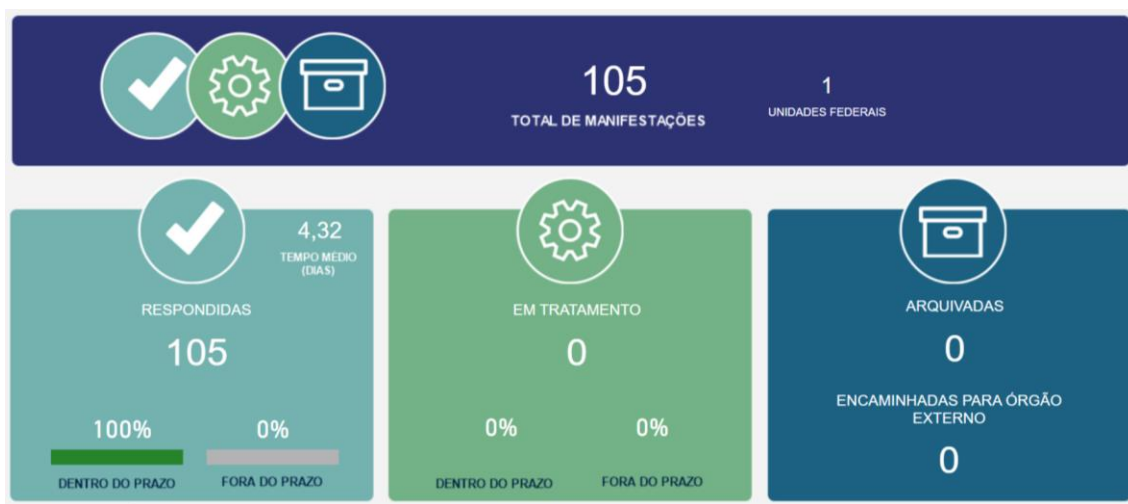 105
TOTAL DE MANIFESTAÇÕES
1
UNIDADES FEDERAIS
4,32
TEMPO MÉDIO
(DIAS)
RESPONDIDAS
105
100%
0%
DENTRO DO PRAZO
FORA DO PRAZO
EM TRATAMENTO
0
0%
0%
DENTRO DO PRAZO
FORA DO PRAZO
ARQUIVADAS
0
ENCAMINHADAS PARA ÓRGÃO
EXTERNO
0